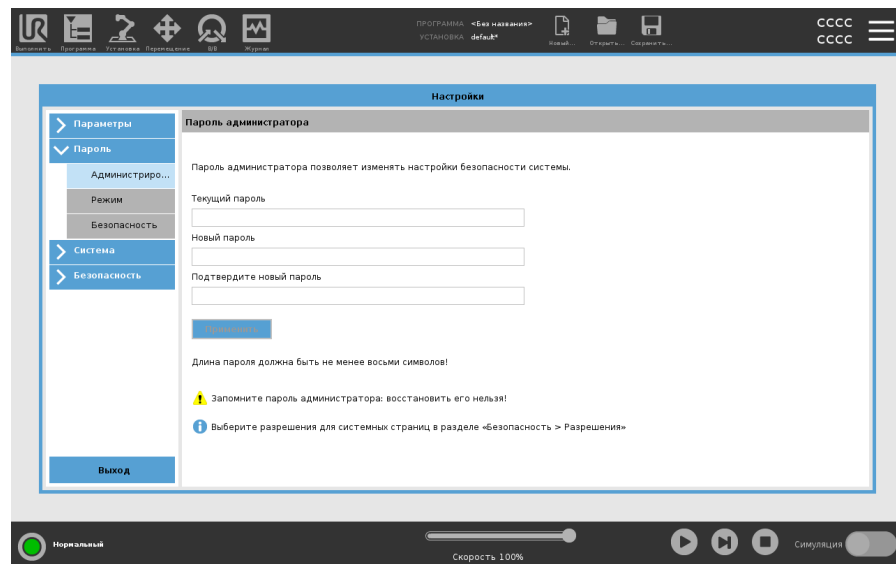 ПРОГРАММА <Без названия>
УСТАНОВКА default*
CCCC
CCCC
Выполнить Программа Установка Перемещение В/В Журнал Новый... Открыть... Сохранить...
Настройки
Параметры
Пароль администратора
Пароль
Администриро...
Режим
Безопасность
Система
Безопасность
Выход
Пароль администратора позволяет изменять настройки безопасности системы.
Текущий пароль
Новый пароль
Подтвердите новый пароль
Применить
Длина пароля должна быть не менее восьми символов!
Запомните пароль администратора: восстановить его нельзя!
Выберите разрешения для системных страниц в разделе «Безопасность > Разрешения»
Нормальный
Скорость 100%
Симуляция